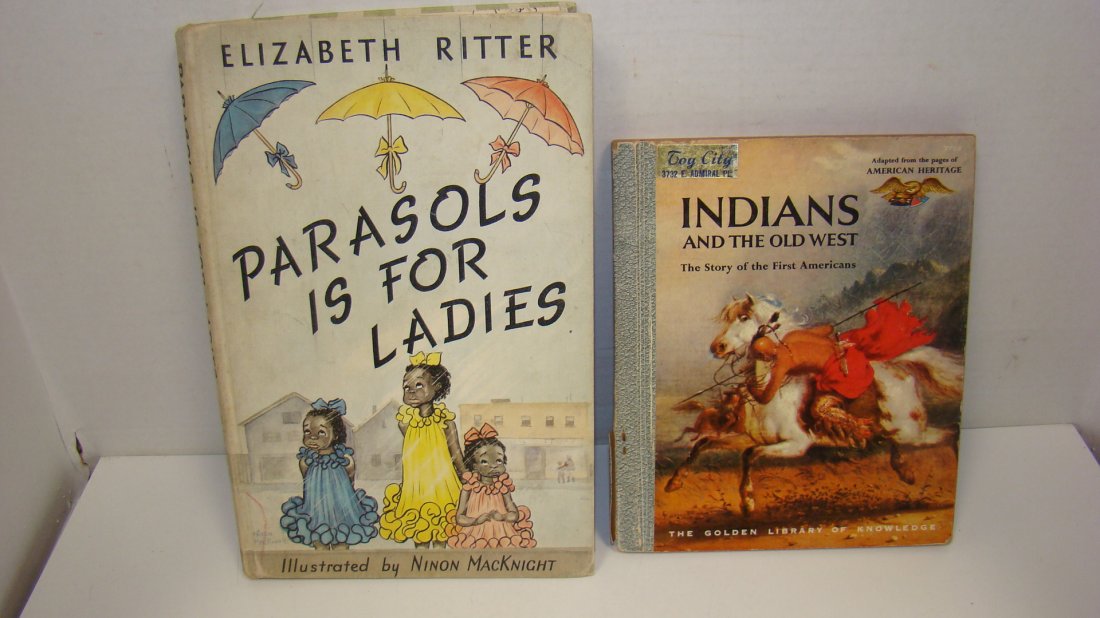 ELIZABETH RITTER
PARASOLS
IS FOR
LADIES
Illustrated by NINON MACKNIGHT
Toy City
3732 E ADMIRAL PL
Adapted from the pages of
AMERICAN HERITAGE
INDIANS
AND THE OLD WEST
The Story of the First Americans
THE GOLDEN LIBRARY OF KNOWLEDGE